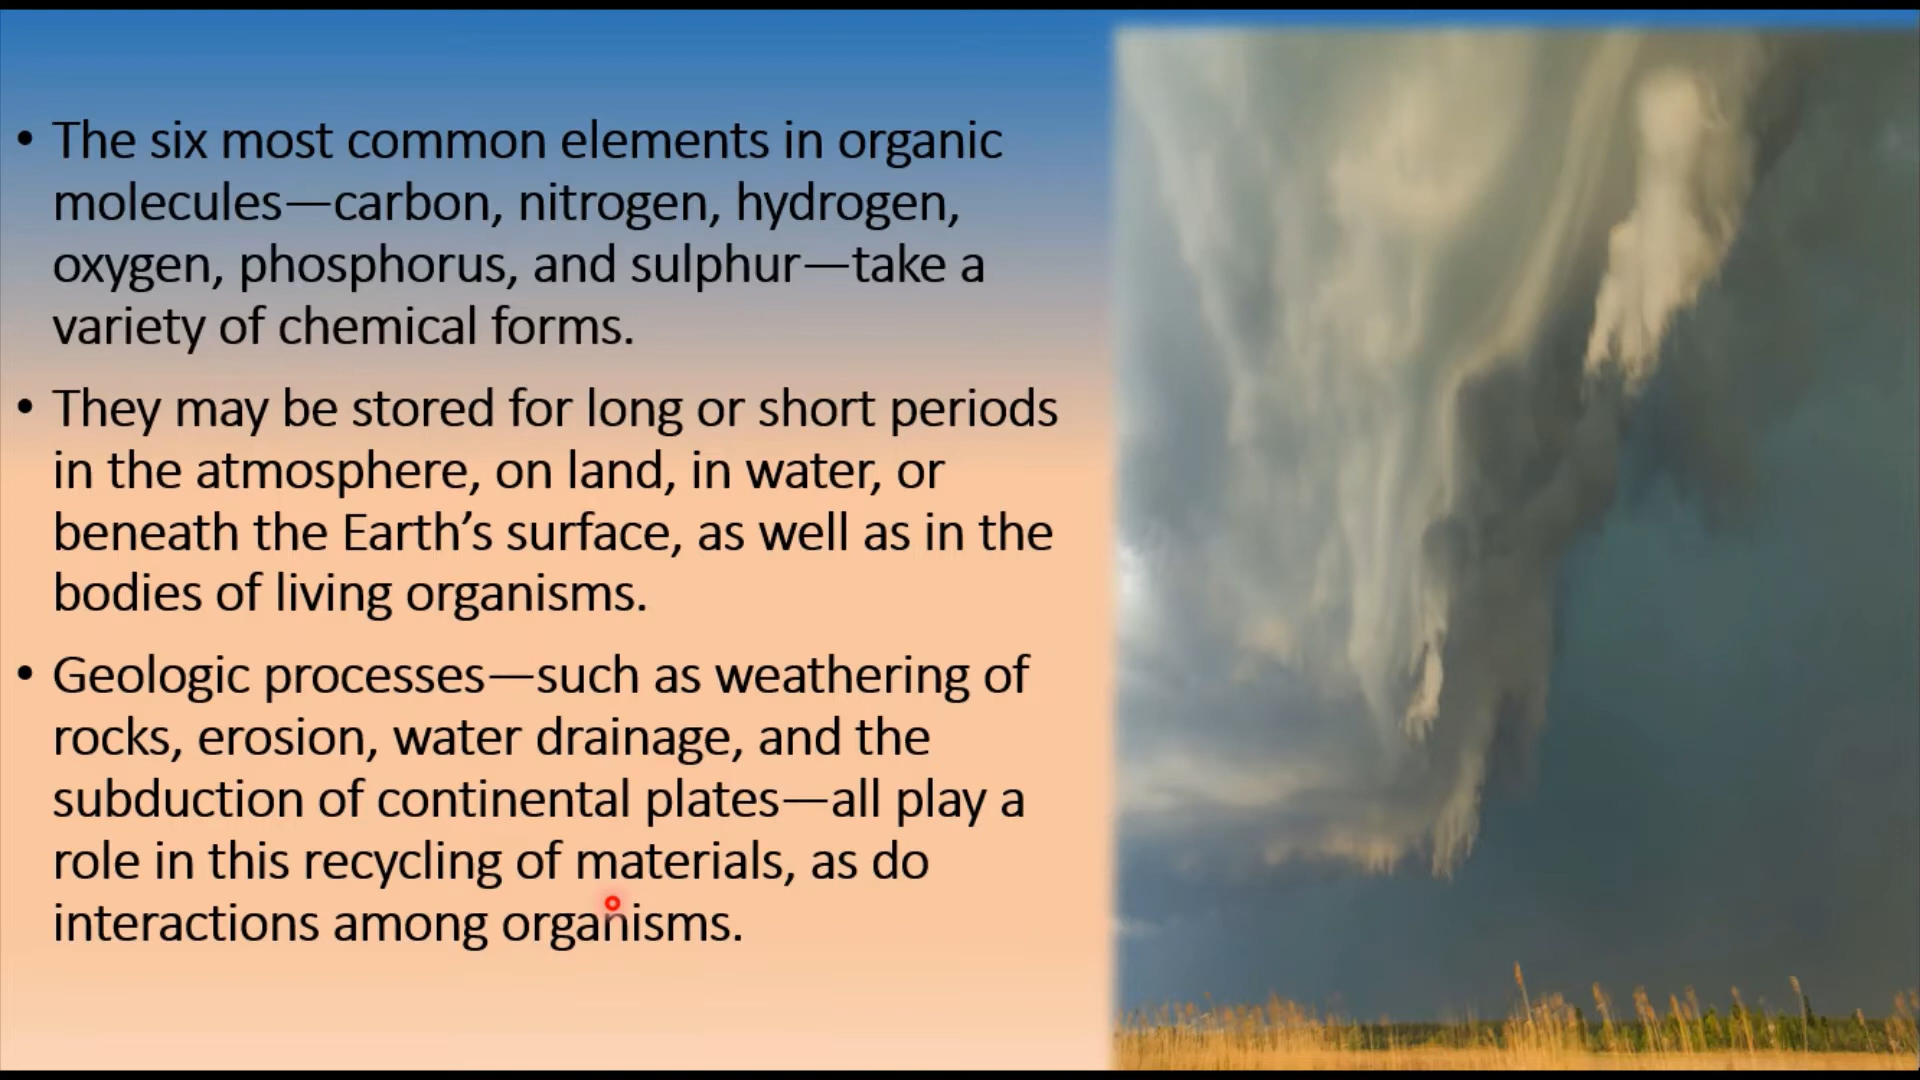 • The six most common elements in organic
molecules—carbon, nitrogen, hydrogen,
oxygen, phosphorus, and sulphur—take a
variety of chemical forms.
• They may be stored for long or short periods
in the atmosphere, on land, in water, or
beneath the Earth’s surface, as well as in the
bodies of living organisms.
• Geologic processes—such as weathering of
rocks, erosion, water drainage, and the
subduction of continental plates—all play a
role in this recycling of materials, as do
interactions among organisms.